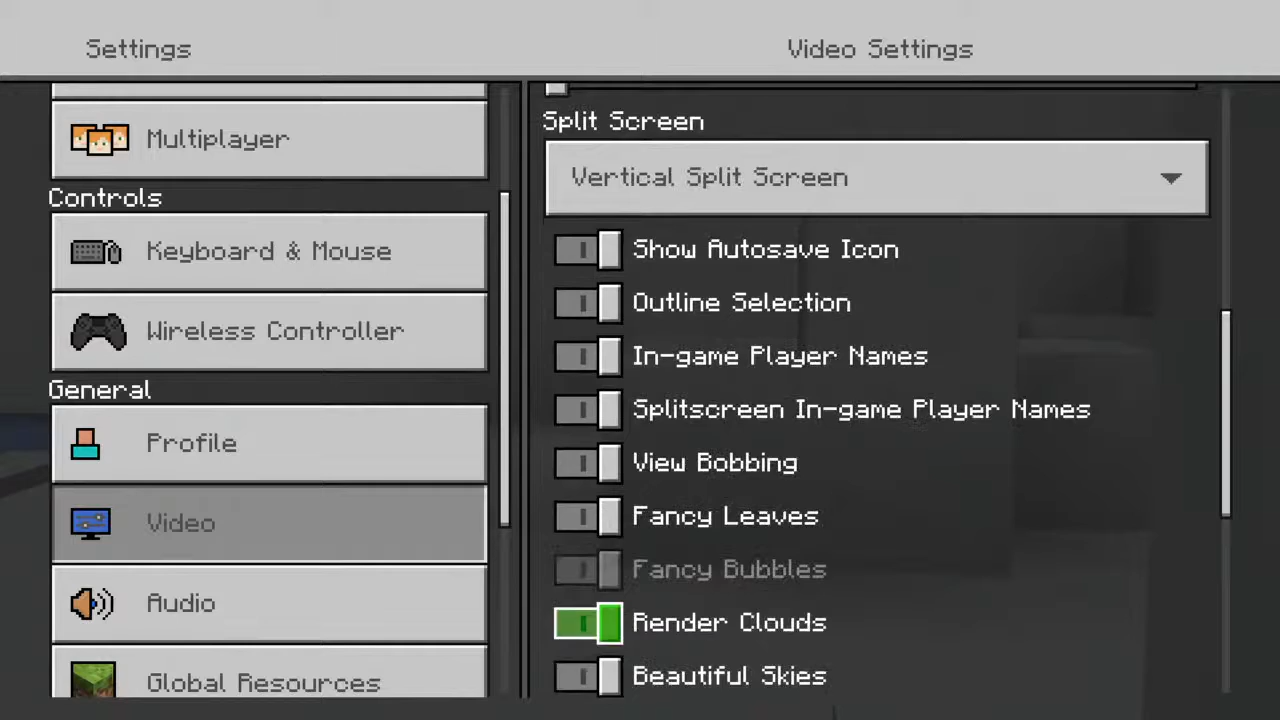 Settings
Video Settings
Multiplayer
Controls
Keyboard & Mouse
Wireless Controller
General
Profile
Video
Audio
Global Resources
Split Screen
Vertical Split Screen
Show Autosave Icon
Outline Selection
In-game Player Names
Splitscreen In-game Player Names
View Bobbing
Fancy Leaves
Fancy Bubbles
Render Clouds
Beautiful Skies